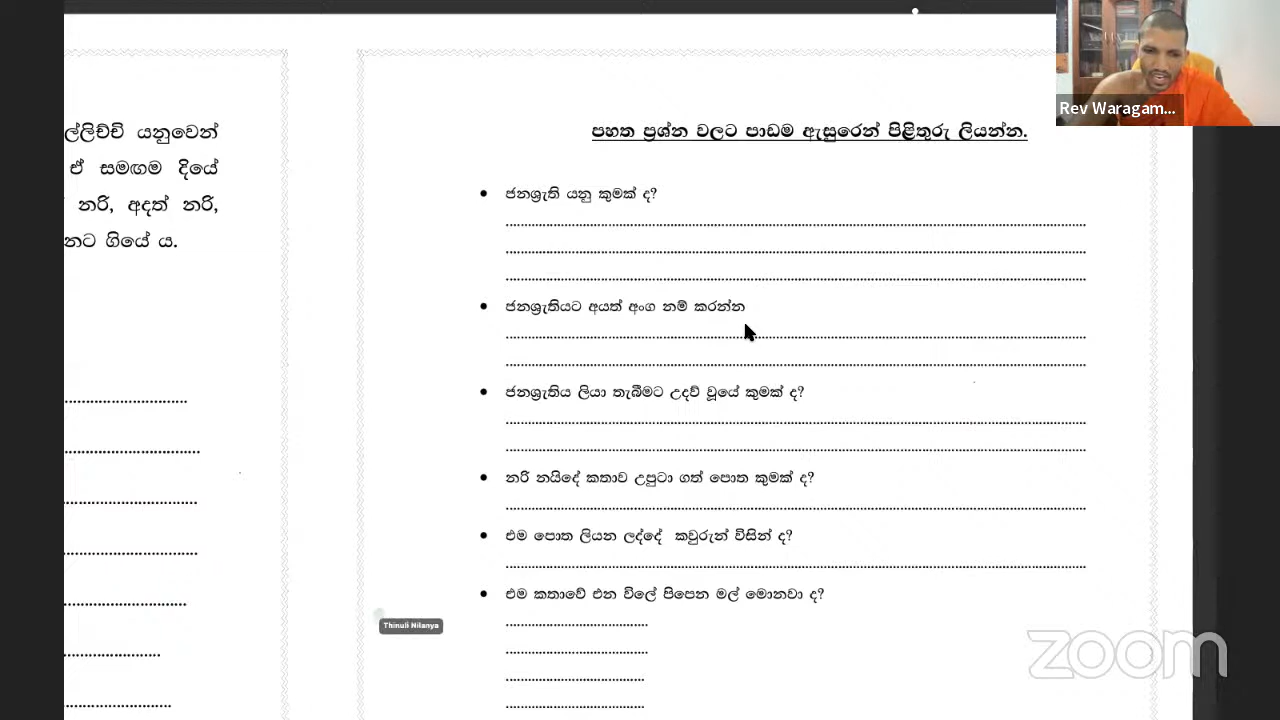 ල්ලිච්චි යනුවෙන්
ඒ සමඟම දියේ
නරි, අදත් නරි,
නට ගියේ ය.
පහත ප්‍රශ්න වලට පාඩම ඇසුරෙන් පිළිතුරු ලියන්න.
• ජනශ්‍රැති යනු කුමක් ද?
• ජනශ්‍රැතියට අයත් අංග නම් කරන්න
• ජනශ්‍රැතිය ලියා තැබීමට උදව් වූයේ කුමක් ද?
• නරි නයිදේ කතාව උපුටා ගත් පොත කුමක් ද?
• එම පොත ලියන ලද්දේ කවුරුන් විසින් ද?
• එම කතාවේ එන විලේ පිපෙන මල් මොනවා ද?
Rev Waragam...
Thinuli Nilanya
zoom